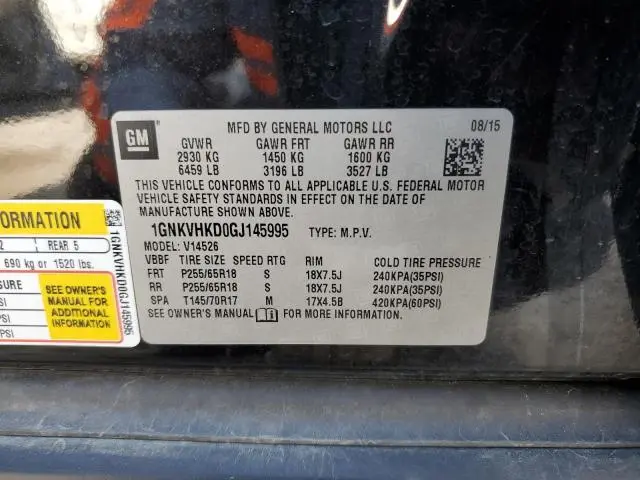 GM
MFD BY GENERAL MOTORS LLC 08/15
GVWR GAWR FRT GAWR RR
2930 KG 1450 KG 1600 KG
6459 LB 3196 LB 3527 LB
THIS VEHICLE CONFORMS TO ALL APPLICABLE U.S. FEDERAL MOTOR
VEHICLE SAFETY STANDARDS IN EFFECT ON THE DATE OF
MANUFACTURE SHOWN ABOVE.
1GNKVHKD0GJ145995 TYPE: M.P.V.
MODEL: V14526
VBBF TIRE SIZE SPEED RTG RIM COLD TIRE PRESSURE
FRT P255/65R18 S 18X7.5J 240KPA(35PSI)
RR P255/65R18 S 18X7.5J 240KPA(35PSI)
SPA T145/70R17 M 17X4.5B 420KPA(60PSI)
SEE OWNER'S MANUAL FOR MORE INFORMATION
FORMATION
2 REAR 5
690 kg or 1520 lbs.
SEE OWNER'S
MANUAL FOR
ADDITIONAL
INFORMATION
1GNKVHKD0GJ145995